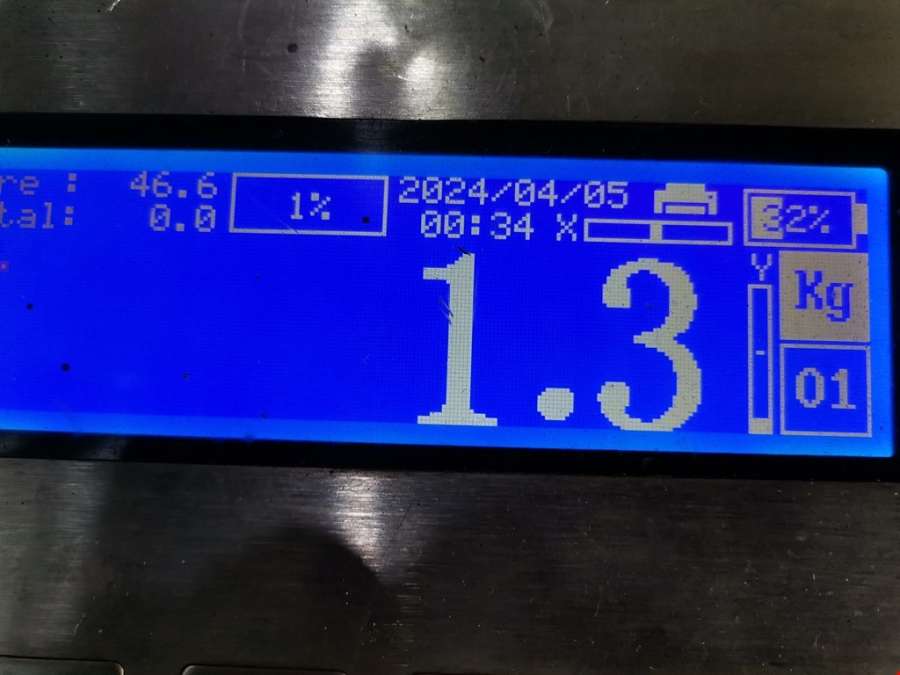 re : 46.6 1% 2024/04/05
tal: 0.0 00:34 X 32%
Y Kg
1.3
01